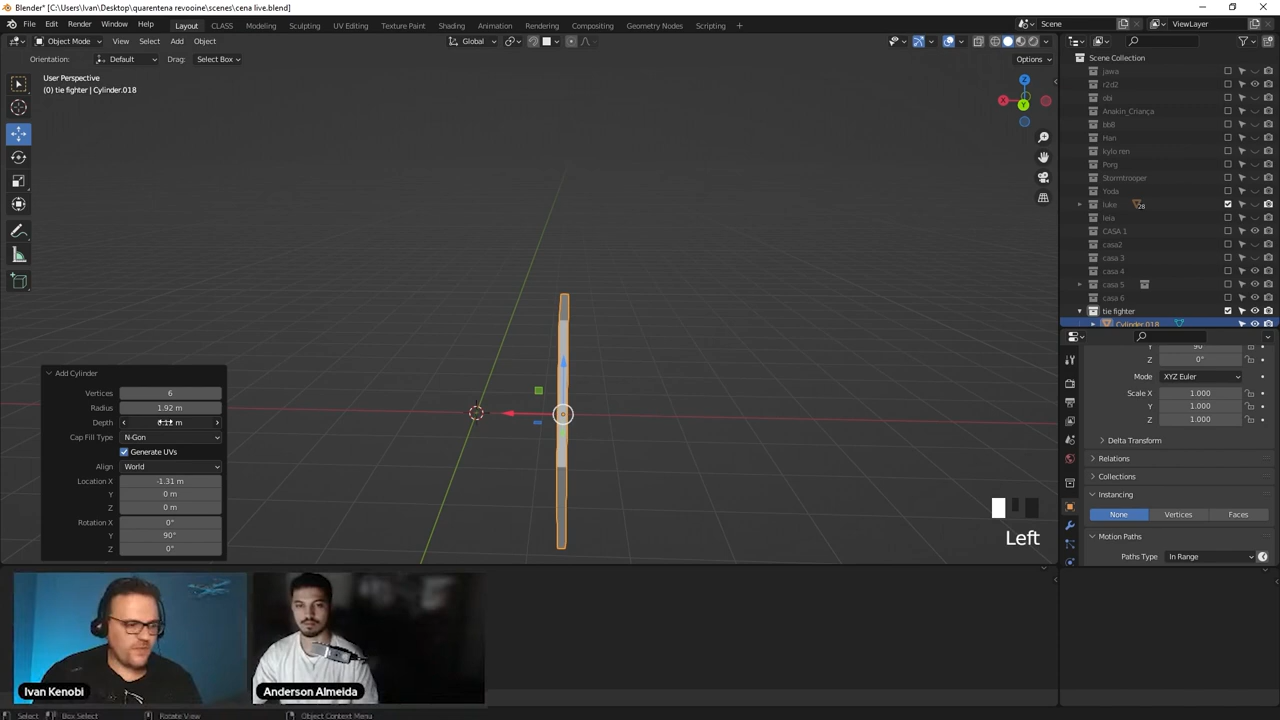 Blender* [C:\Users\Ivan\Desktop\quarentena revooine\scenes\cena live.blend]
File Edit Render Window Help Layout CLASS Modeling Sculpting UV Editing Texture Paint Shading Animation Rendering Compositing Geometry Nodes Scripting + Scene ViewLayer
Object Mode View Select Add Object Global
Orientation: Default Drag: Select Box Options
User Perspective
(0) tie fighter | Cylinder.018
Z
X
Y
Scene Collection
jawa
r2d2
obi
Anakin_Criança
bb8
Han
kylo ren
Porg
Stormtrooper
Yoda
luke 28
leia
CASA 1
casa2
casa 3
casa 4
casa 5
casa 6
tie fighter
Cylinder.018
Y 90°
Z 0°
Mode XYZ Euler
Scale X 1.000
Y 1.000
Z 1.000
Delta Transform
Relations
Collections
Instancing
None Vertices Faces
Motion Paths
Paths Type In Range
Add Cylinder
Vertices 6
Radius 1.92 m
Depth m
Cap Fill Type N-Gon
Generate UVs
Align World
Location X -1.31 m
Y 0 m
Z 0 m
Rotation X 0°
Y 90°
Z 0°
Left
Ivan Kenobi
Anderson Almeida
Select Box Select Rotate View Object Context Menu